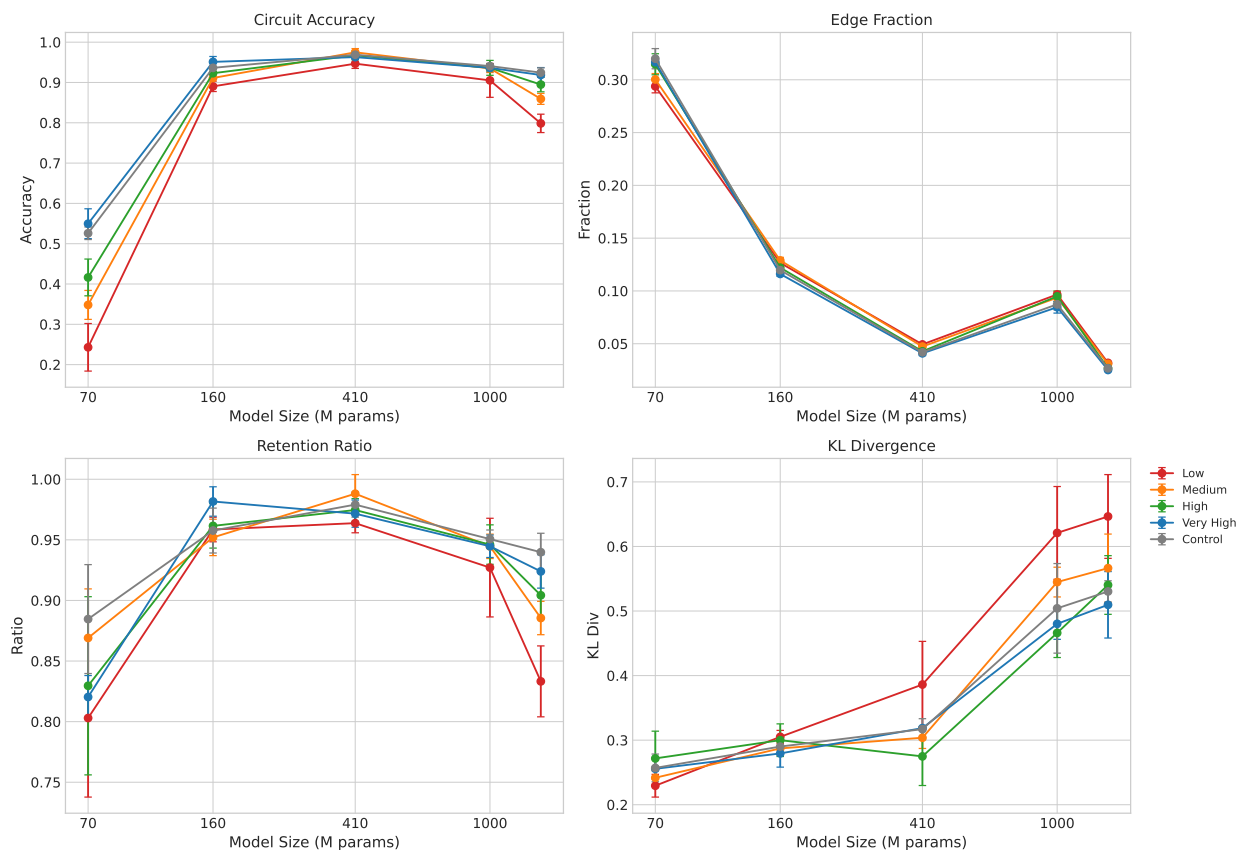 Circuit Accuracy
1.0
0.9
0.8
0.7
0.6
0.5
0.4
0.3
0.2
Accuracy
70
160
410
1000
Model Size (M params)
Edge Fraction
0.30
0.25
0.20
0.15
0.10
0.05
Fraction
70
160
410
1000
Model Size (M params)
Retention Ratio
1.00
0.95
0.90
0.85
0.80
0.75
Ratio
70
160
410
1000
Model Size (M params)
KL Divergence
0.7
0.6
0.5
0.4
0.3
0.2
KL Div
70
160
410
1000
Model Size (M params)
Low
Medium
High
Very High
Control